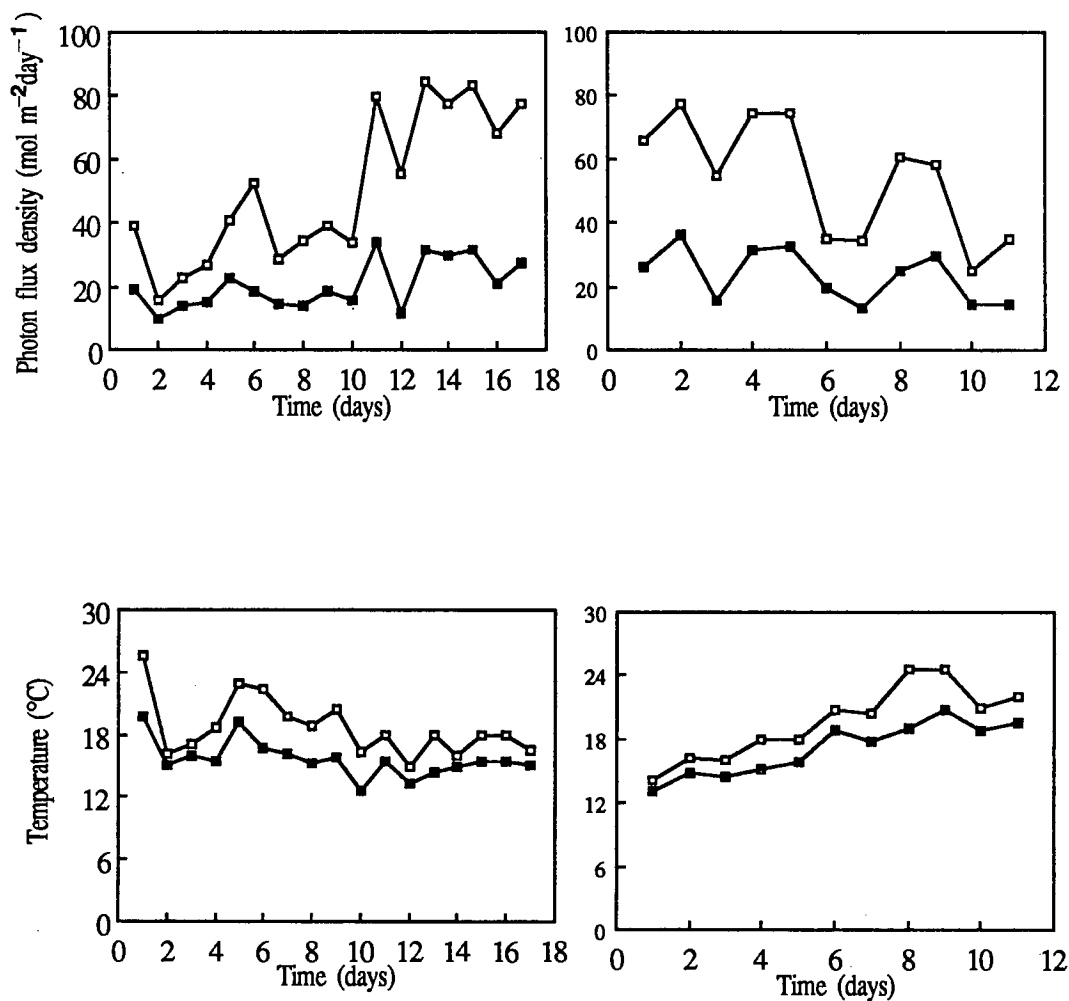 Photon flux density (mol m⁻²day⁻¹)
100
80
60
40
20
0
0 2 4 6 8 10 12 14 16 18
Time (days)
100
80
60
40
20
0
0 2 4 6 8 10 12
Time (days)
Temperature (°C)
30
24
18
12
6
0
0 2 4 6 8 10 12 14 16 18
Time (days)
30
24
18
12
6
0
0 2 4 6 8 10 12
Time (days)